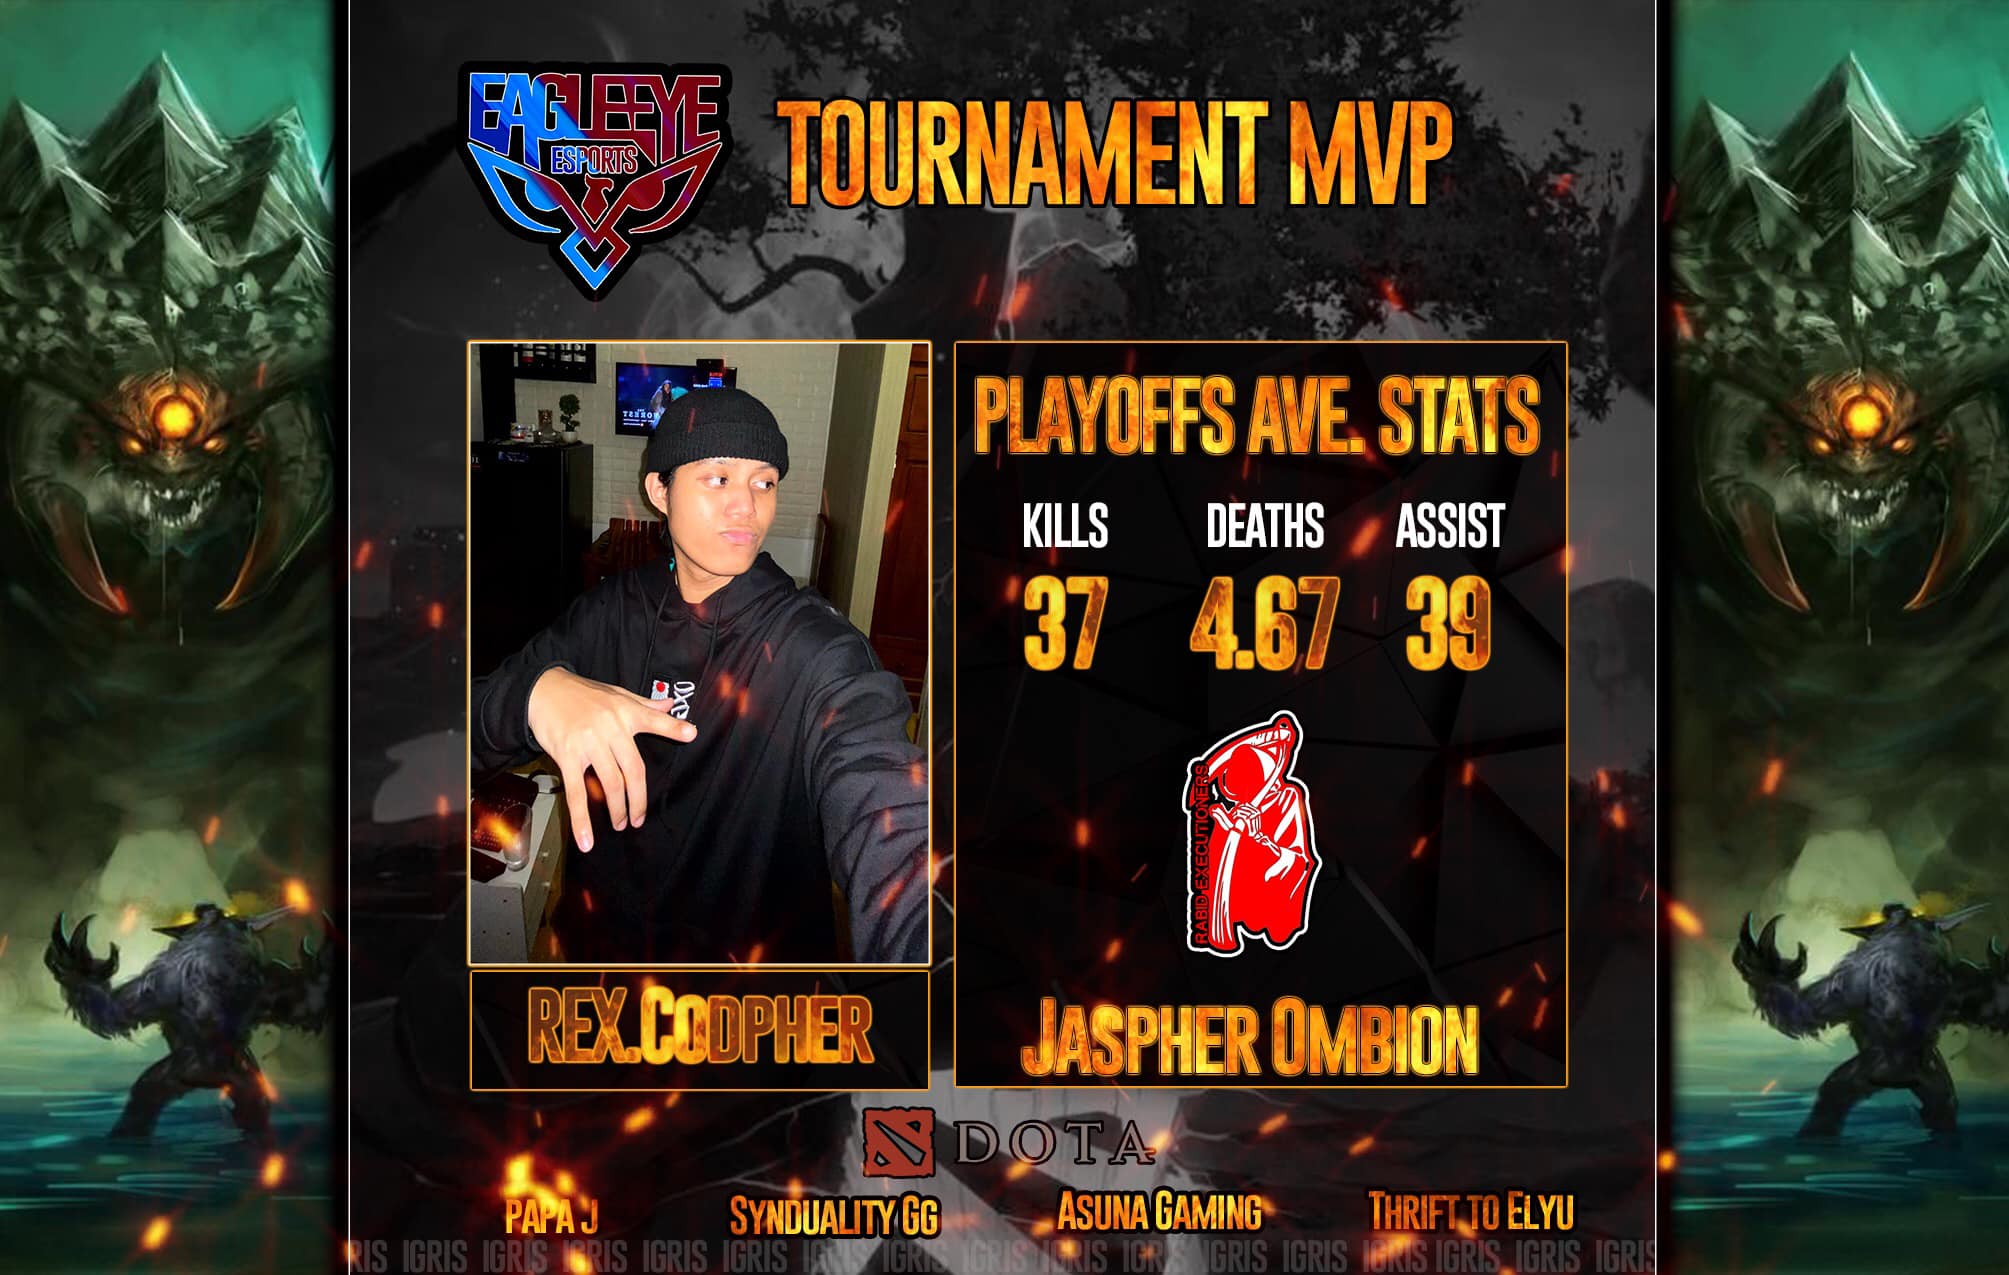 EAGLEEYE
ESPORTS
TOURNAMENT MVP
PLAYOFFS AVE. STATS
KILLS DEATHS ASSIST
37 4.67 39
RABID EXECUTIONERS
REX.CODPHER
JASPHER OMBION
DOTA
PAPA J SYNDUALITY GG ASUNA GAMING THRIFT TO ELYU
RIS IGRIS IGRIS IGRIS IGRIS IGRIS IGRIS IGRIS IGRIS IGRIS IGRIS IGRIS IGRIS IGRIS IGRIS IGRIS IGRIS